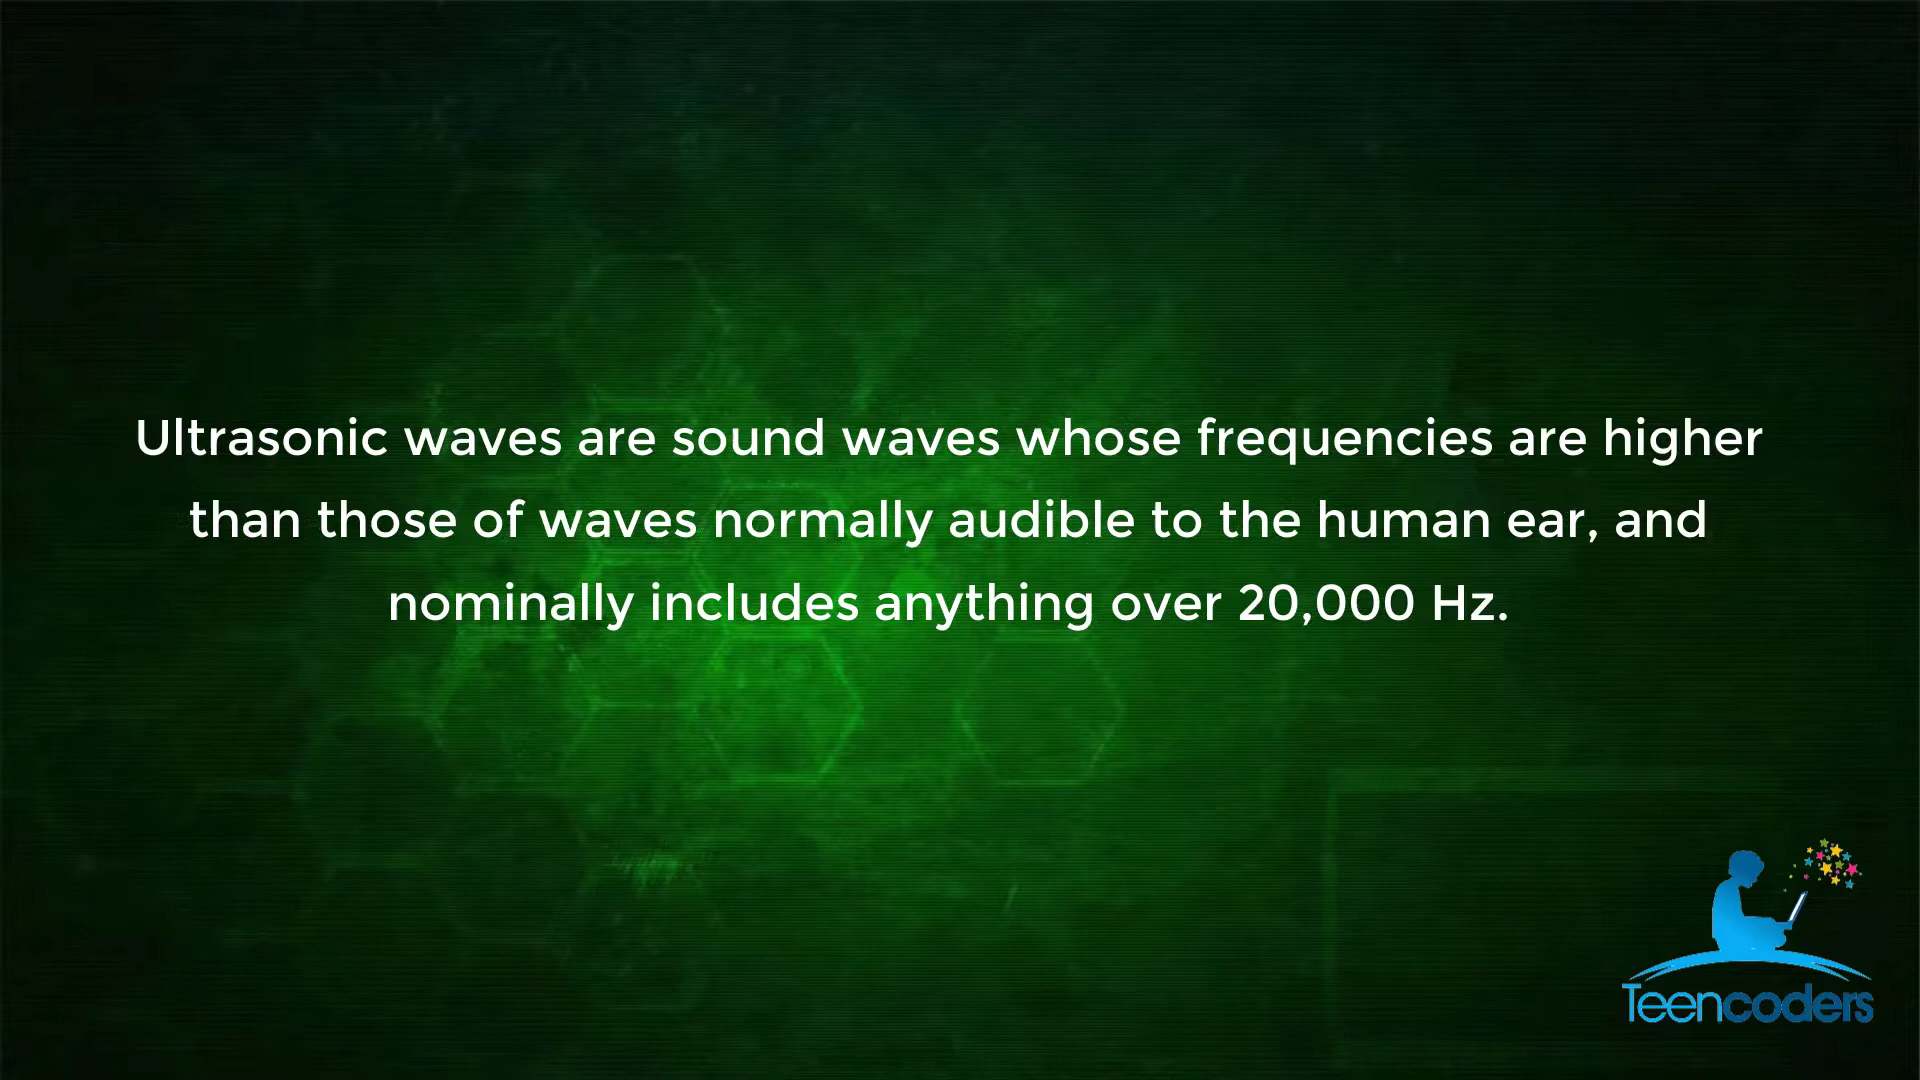 Ultrasonic waves are sound waves whose frequencies are higher
than those of waves normally audible to the human ear, and
nominally includes anything over 20,000 Hz.
Teencoders